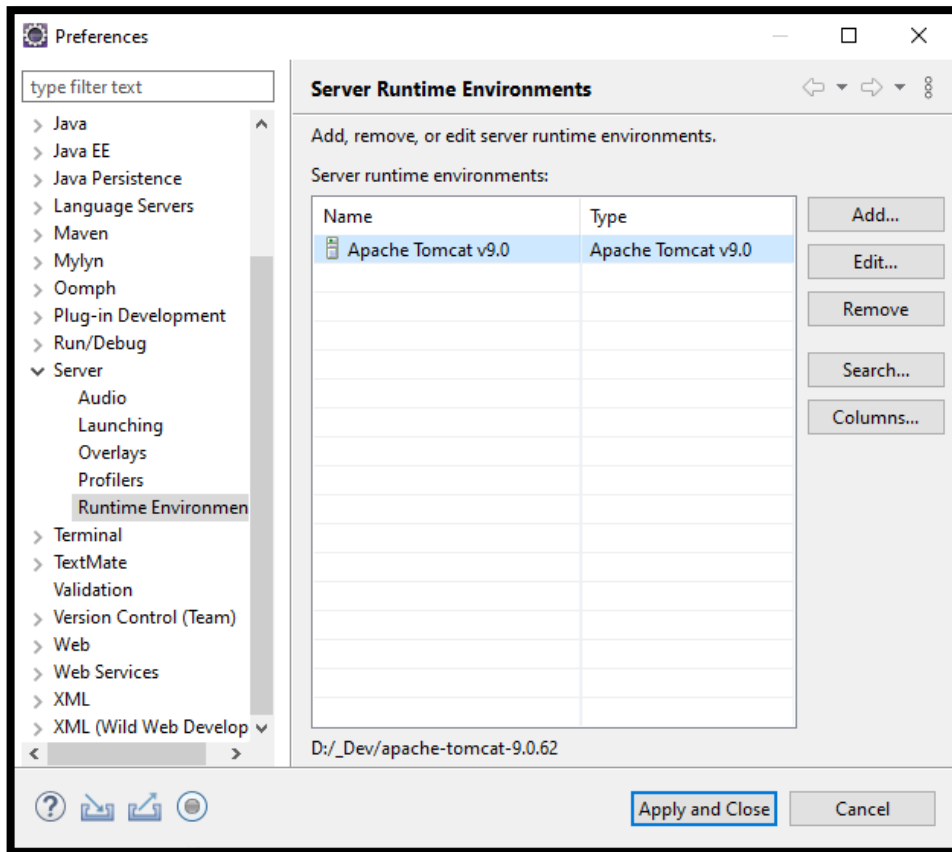 Preferences
type filter text
Java
Java EE
Java Persistence
Language Servers
Maven
Mylyn
Oomph
Plug-in Development
Run/Debug
Server
Audio
Launching
Overlays
Profilers
Runtime Environmen
Terminal
TextMate
Validation
Version Control (Team)
Web
Web Services
XML
XML (Wild Web Develop
Server Runtime Environments
Add, remove, or edit server runtime environments.
Server runtime environments:
Name Type
Apache Tomcat v9.0 Apache Tomcat v9.0
Add...
Edit...
Remove
Search...
Columns...
D:/_Dev/apache-tomcat-9.0.62
Apply and Close Cancel